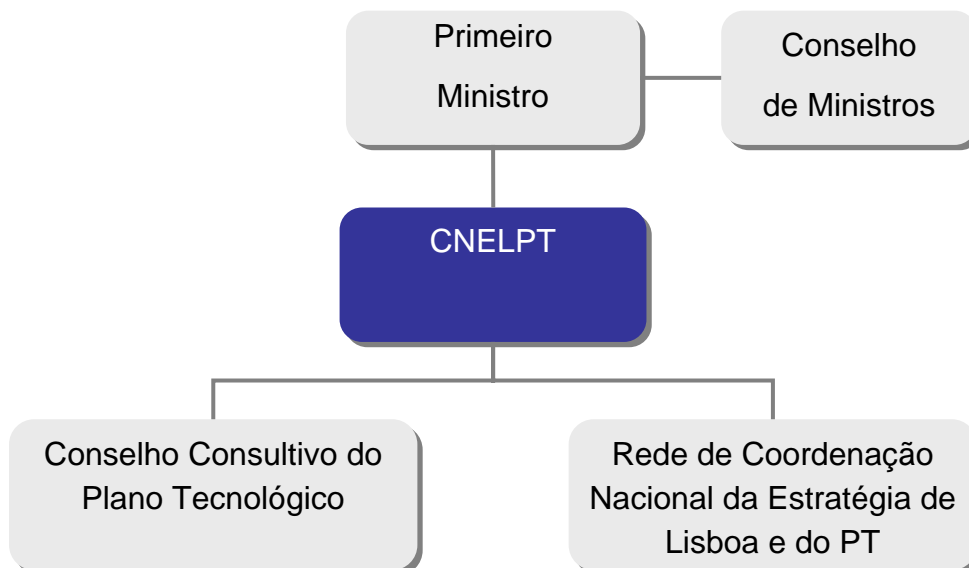 Primeiro
Ministro
Conselho
de Ministros
CNELPT
Conselho Consultivo do
Plano Tecnológico
Rede de Coordenação
Nacional da Estratégia de
Lisboa e do PT